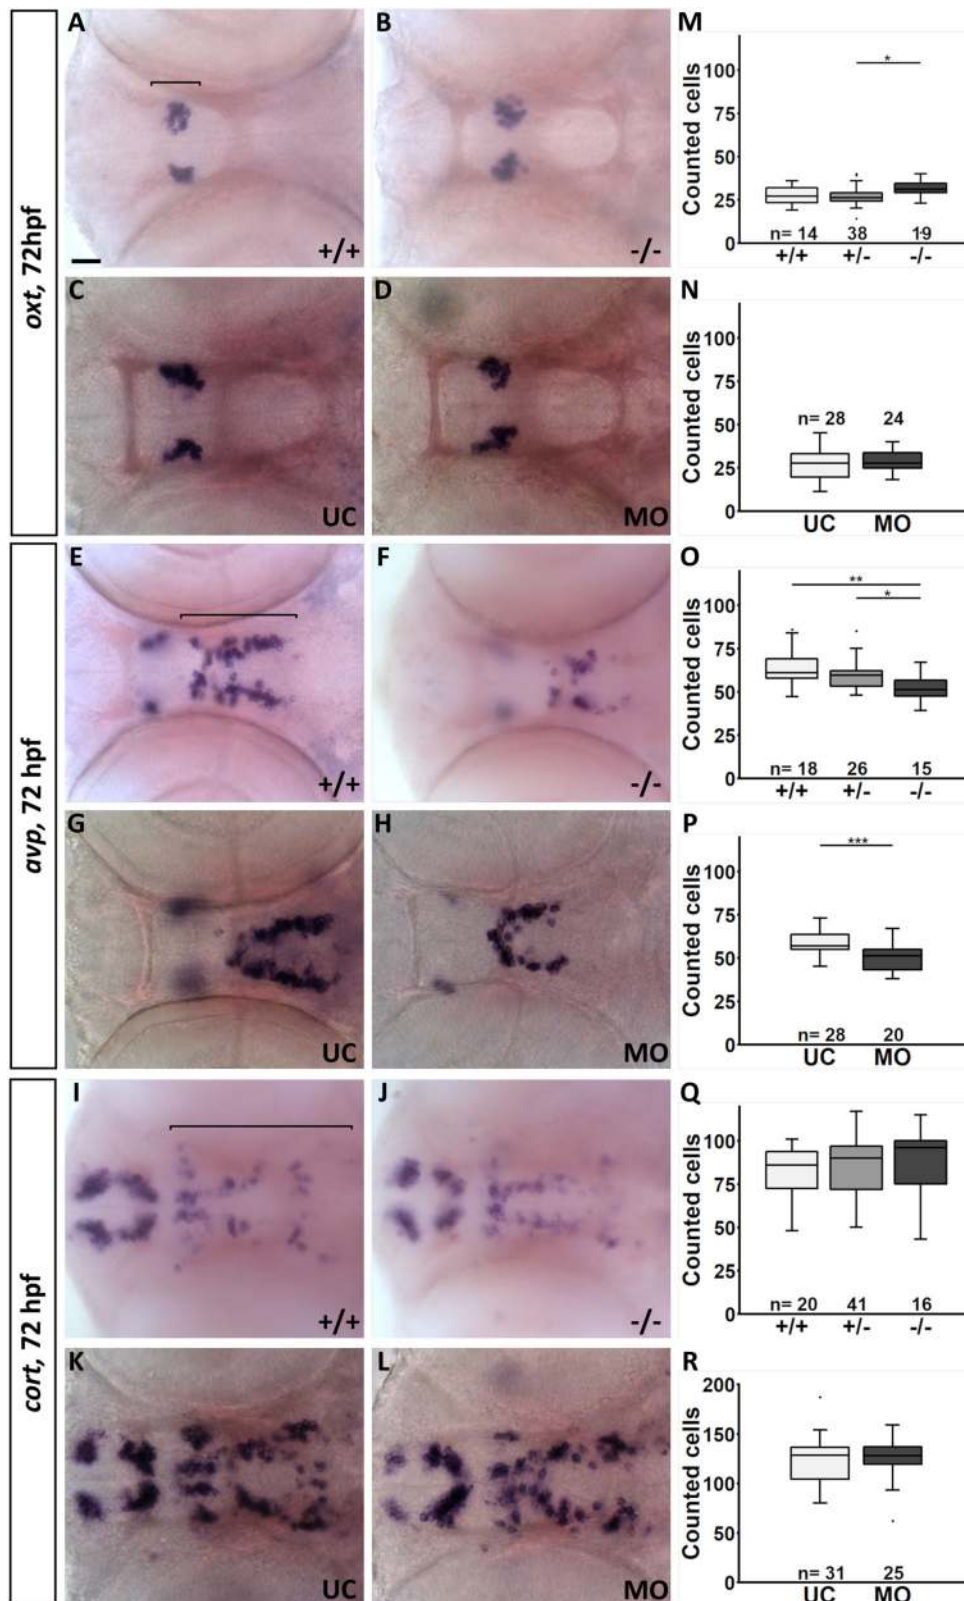 oxt, 72hpf
A
+/+
B
-/-
M
Counted cells
100
75
50
25
0
*
n= 14 38 19
+/+ +/- -/-
C
UC
D
MO
N
Counted cells
100
75
50
25
0
n= 28 24
UC MO
avp, 72 hpf
E
+/+
F
-/-
O
Counted cells
100
75
50
25
0
**
*
n= 18 26 15
+/+ +/- -/-
G
UC
H
MO
P
Counted cells
100
75
50
25
0
***
n= 28 20
UC MO
cort, 72 hpf
I
+/+
J
-/-
Q
Counted cells
100
75
50
25
0
n= 20 41 16
+/+ +/- -/-
K
UC
L
MO
R
Counted cells
200
150
100
50
0
n= 31 25
UC MO